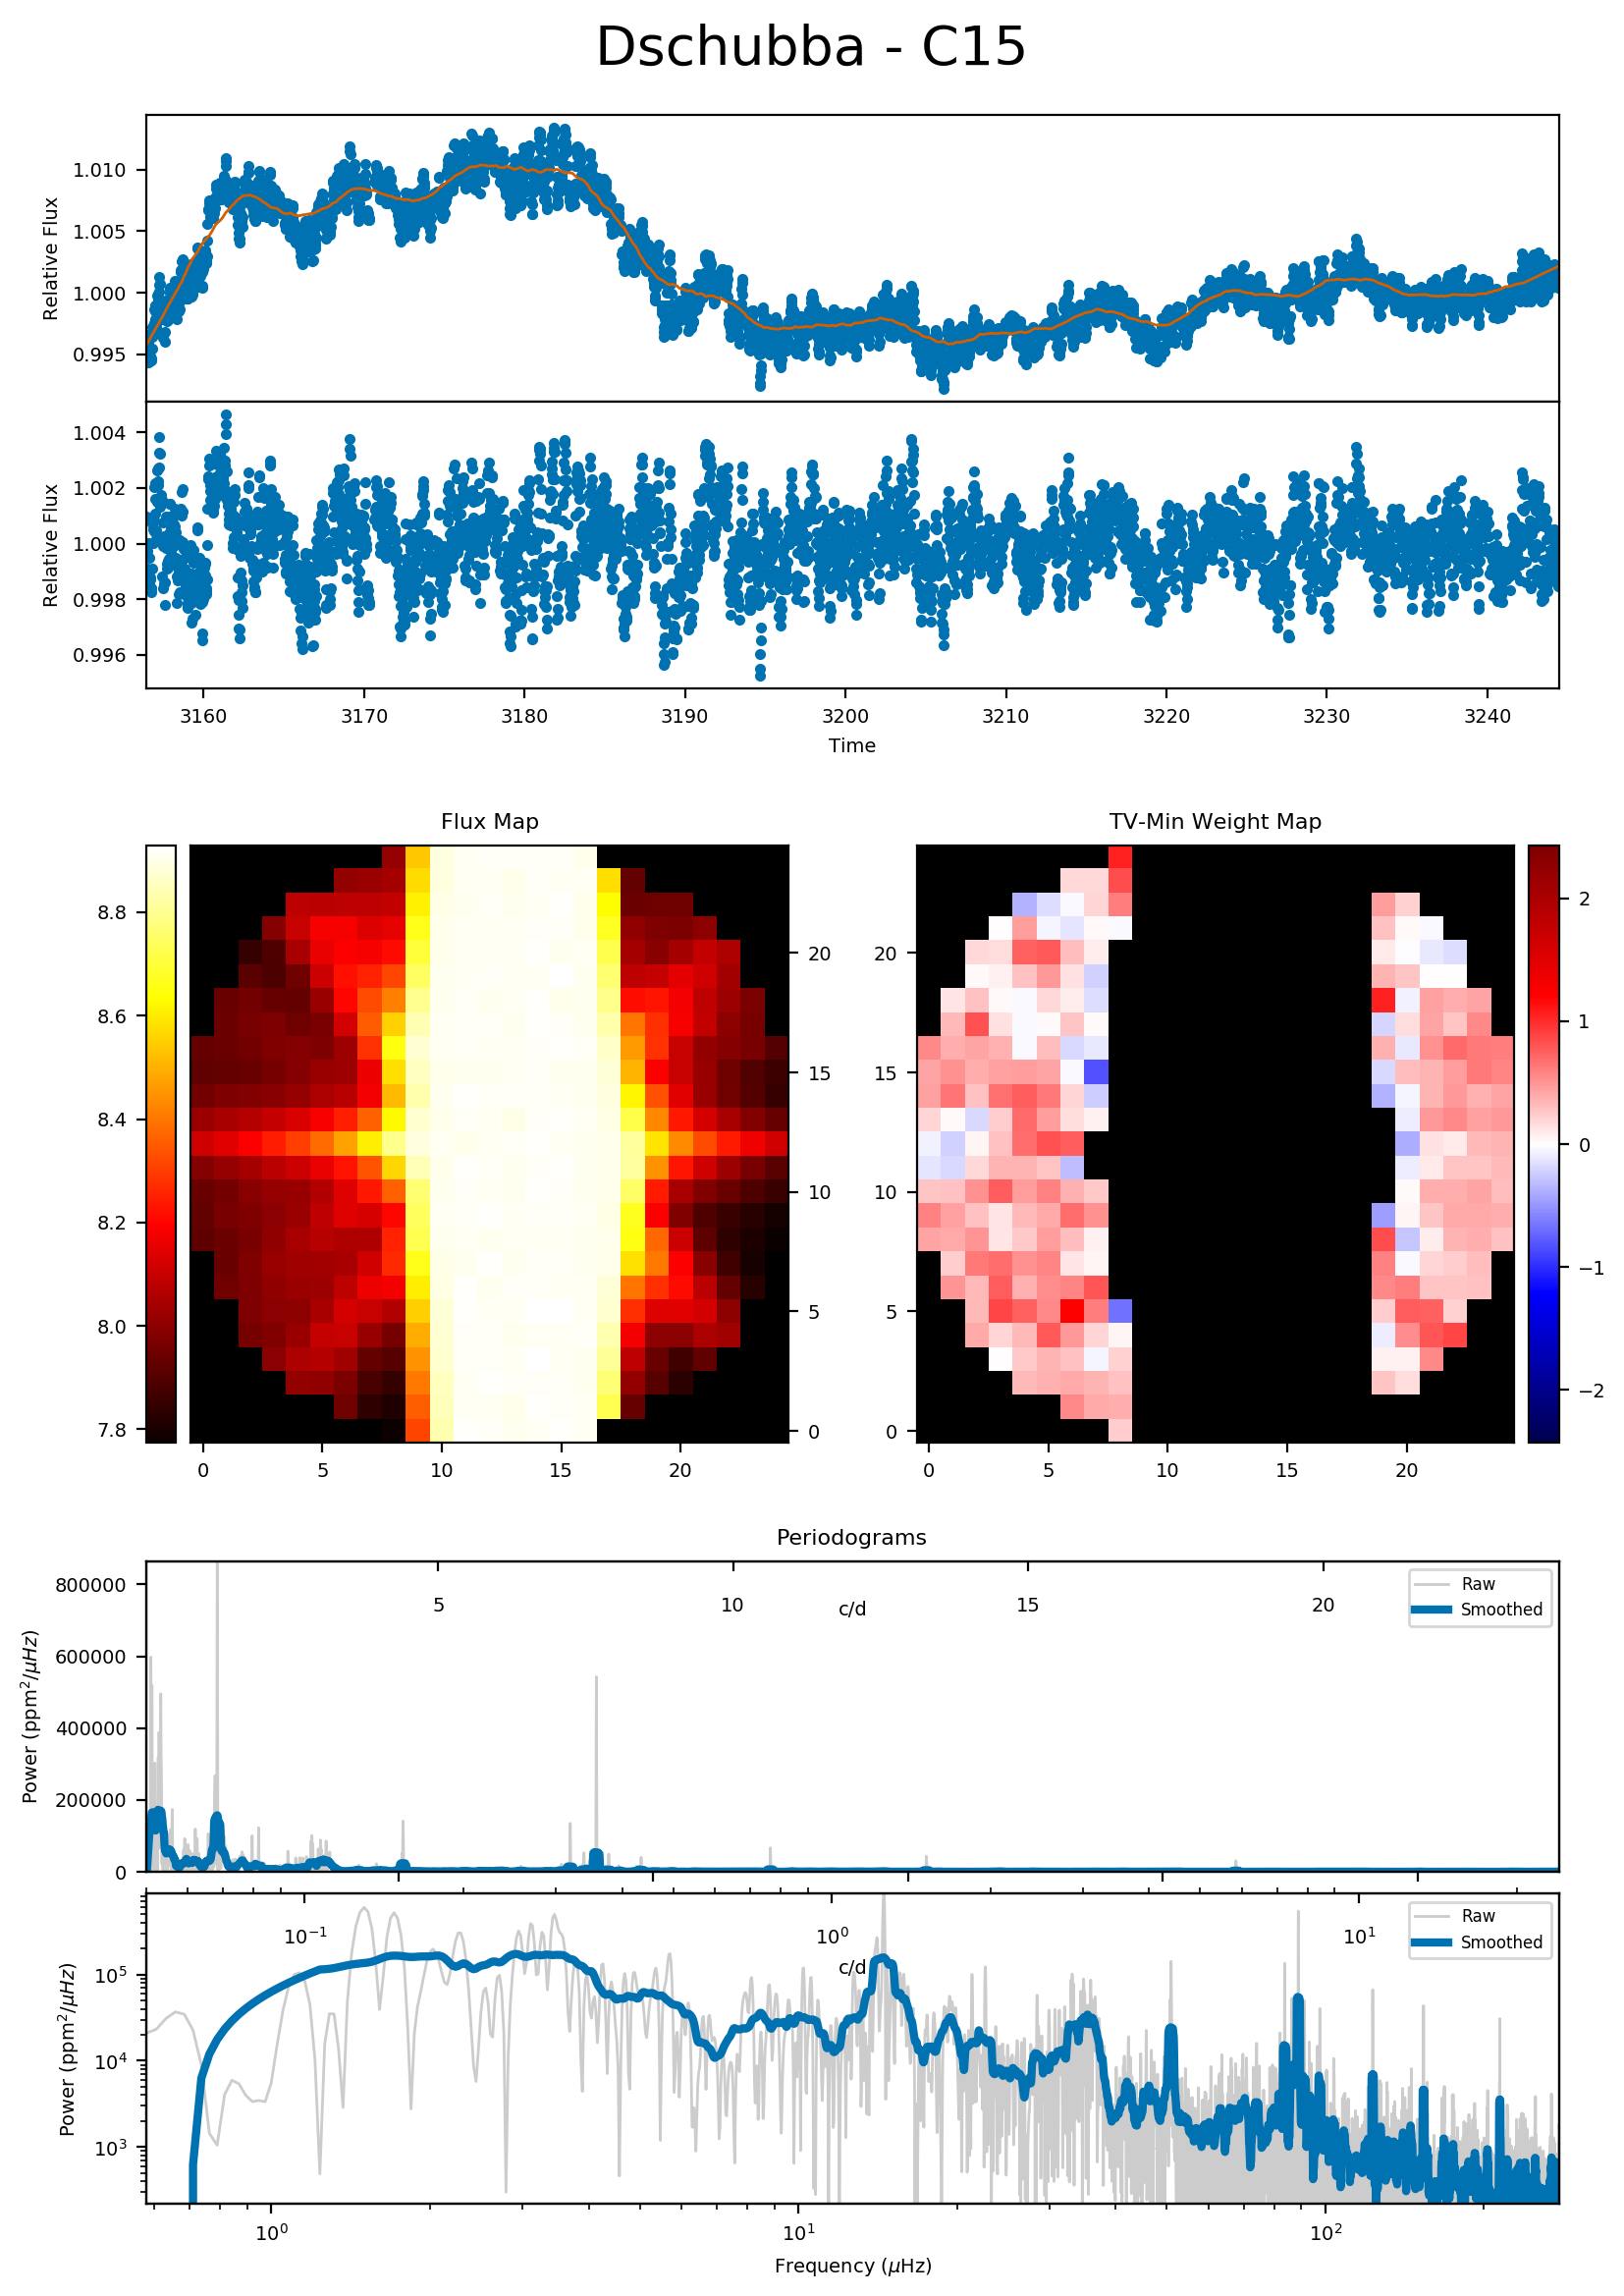 Dschubba - C15
Relative Flux
1.010
1.005
1.000
0.995
Relative Flux
1.004
1.002
1.000
0.998
0.996
3160 3170 3180 3190 3200 3210 3220 3230 3240
Time
Flux Map
8.8
8.6
8.4
8.2
8.0
7.8
20
15
10
5
0
0 5 10 15 20
TV-Min Weight Map
20
15
10
5
0
0 5 10 15 20
2
1
0
−1
−2
Periodograms
Power (ppm²/μHz)
800000
600000
400000
200000
0
5 10 15 20
c/d
Raw
Smoothed
Power (ppm²/μHz)
10⁵
10⁴
10³
10⁻¹ 10⁰ 10¹
c/d
Raw
Smoothed
10⁰ 10¹ 10²
Frequency (μHz)